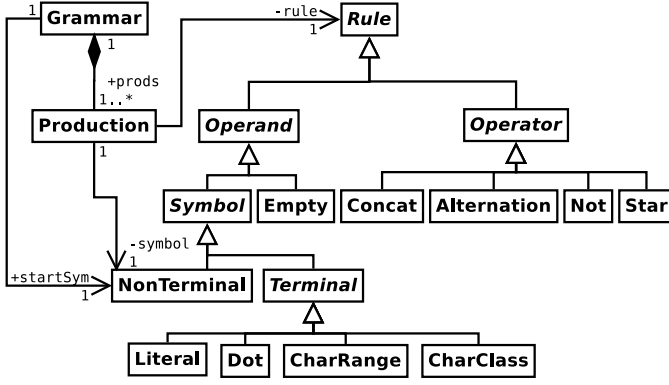 1 Grammar -rule Rule
1 1
+prods
1..*
Production Operand Operator
1
Symbol Empty Concat Alternation Not Star
-symbol
+startSym 1 NonTerminal Terminal
1
Literal Dot CharRange CharClass